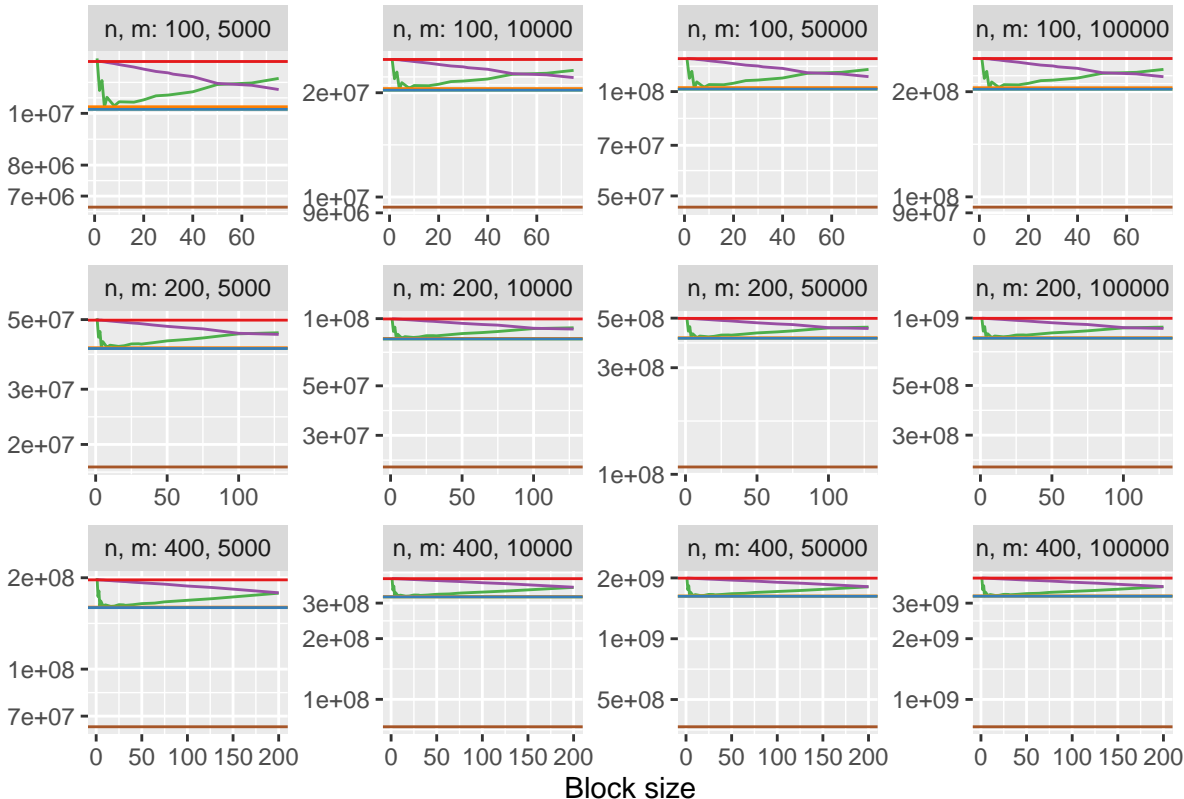 n, m: 100, 5000
n, m: 100, 10000
n, m: 100, 50000
n, m: 100, 100000
1e+07
8e+06
7e+06
0 20 40 60
2e+07
1e+07
9e+06
0 20 40 60
1e+08
7e+07
5e+07
0 20 40 60
2e+08
1e+08
9e+07
0 20 40 60
n, m: 200, 5000
n, m: 200, 10000
n, m: 200, 50000
n, m: 200, 100000
5e+07
3e+07
2e+07
0 50 100
1e+08
5e+07
3e+07
0 50 100
5e+08
3e+08
1e+08
0 50 100
1e+09
5e+08
3e+08
0 50 100
n, m: 400, 5000
n, m: 400, 10000
n, m: 400, 50000
n, m: 400, 100000
2e+08
1e+08
7e+07
0 50 100 150 200
3e+08
2e+08
1e+08
0 50 100 150 200
2e+09
1e+09
5e+08
0 50 100 150 200
3e+09
2e+09
1e+09
0 50 100 150 200
Block size